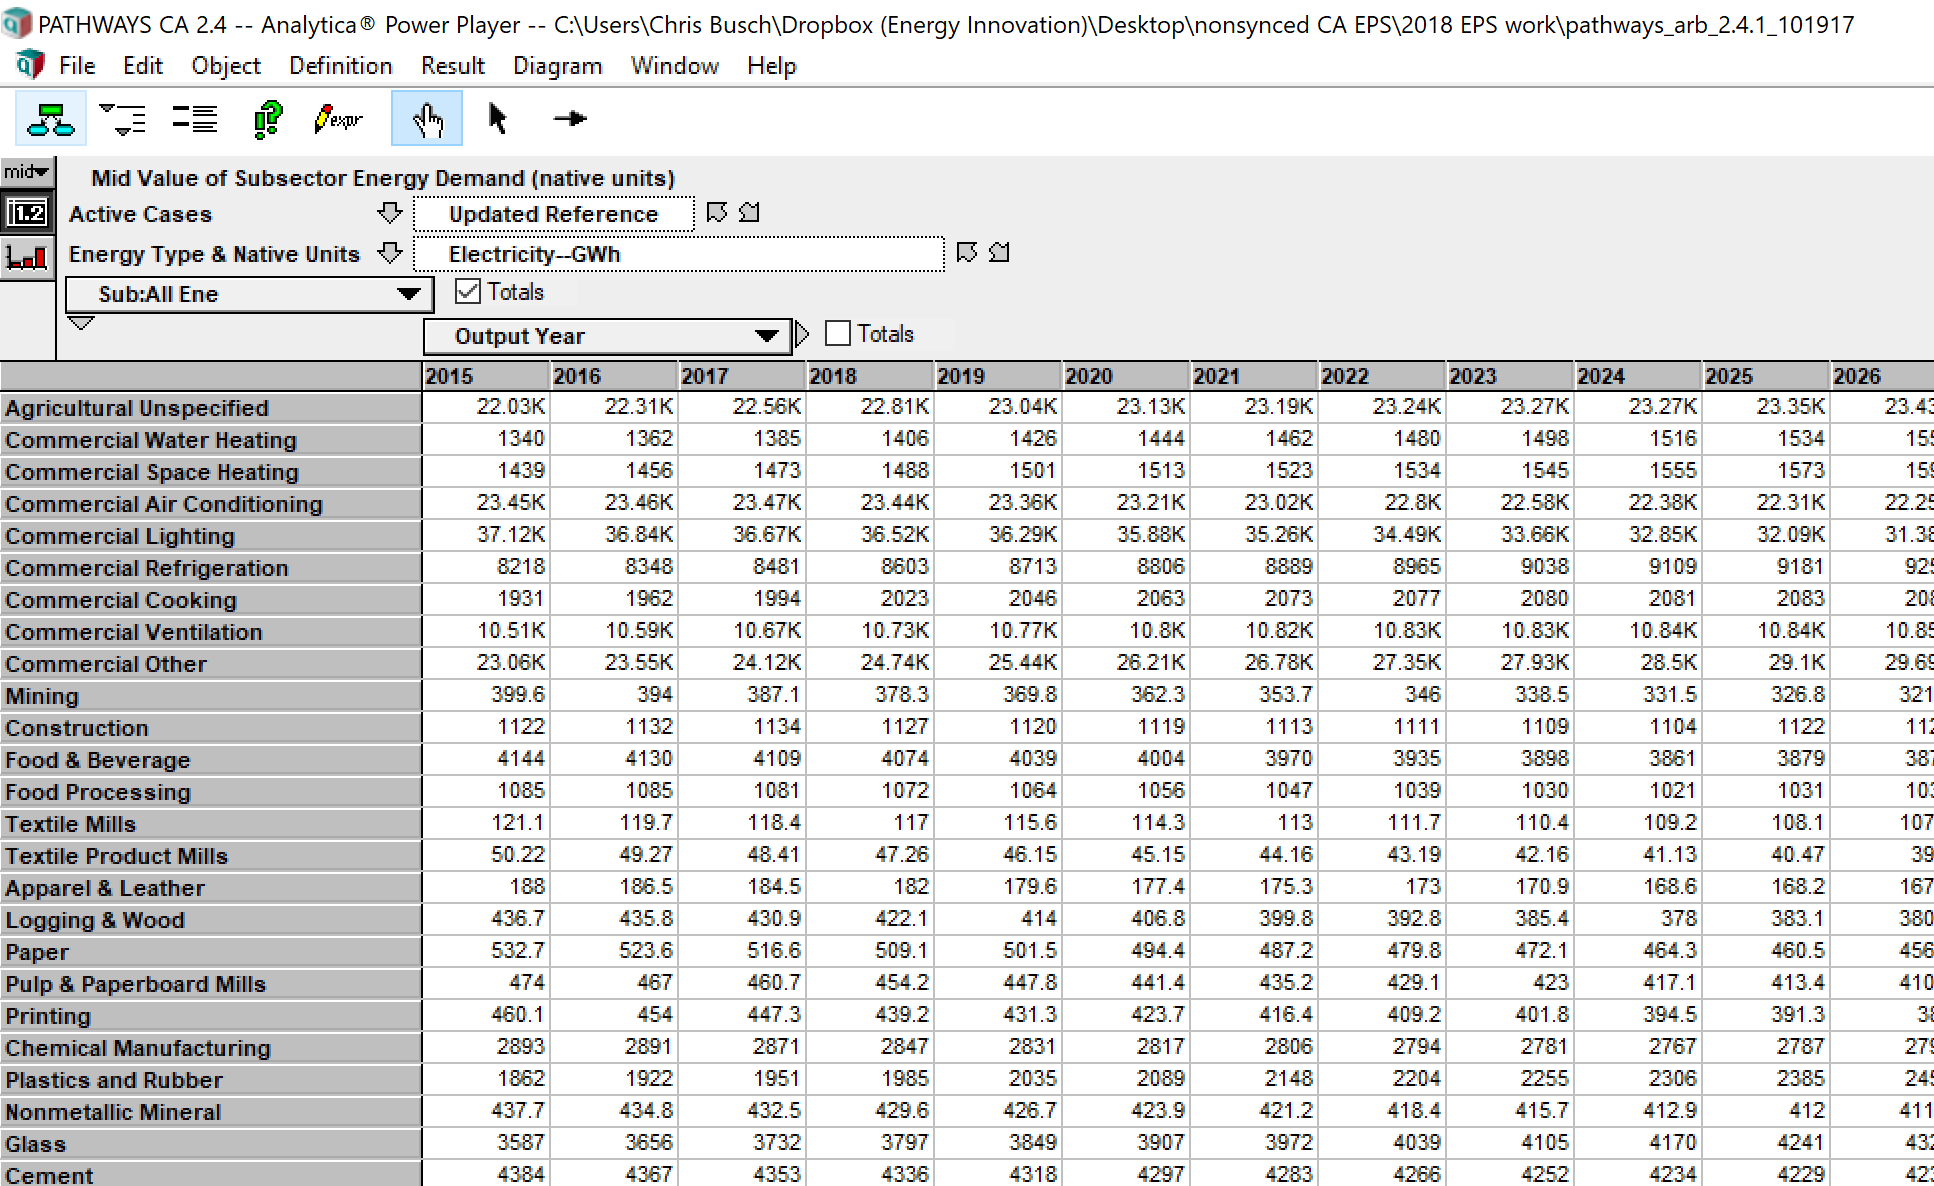 PATHWAYS CA 2.4 -- Analytica® Power Player -- C:\Users\Chris Busch\Dropbox (Energy Innovation)\Desktop\nonsynced CA EPS\2018 EPS work\pathways_arb_2.4.1_101917
File Edit Object Definition Result Diagram Window Help
expr
mid Mid Value of Subsector Energy Demand (native units)
1.2 Active Cases Updated Reference
Energy Type & Native Units Electricity--GWh
Sub:All Ene Totals
Output Year Totals
2015 2016 2017 2018 2019 2020 2021 2022 2023 2024 2025 2026
Agricultural Unspecified 22.03K 22.31K 22.56K 22.81K 23.04K 23.13K 23.19K 23.24K 23.27K 23.27K 23.35K 23.43
Commercial Water Heating 1340 1362 1385 1406 1426 1444 1462 1480 1498 1516 1534
Commercial Space Heating 1439 1456 1473 1488 1501 1513 1523 1534 1545 1555 1573
Commercial Air Conditioning 23.45K 23.46K 23.47K 23.44K 23.36K 23.21K 23.02K 22.8K 22.58K 22.38K 22.31K 22.25
Commercial Lighting 37.12K 36.84K 36.67K 36.52K 36.29K 35.88K 35.26K 34.49K 33.66K 32.85K 32.09K 31.38
Commercial Refrigeration 8218 8348 8481 8603 8713 8806 8889 8965 9038 9109 9181
Commercial Cooking 1931 1962 1994 2023 2046 2063 2073 2077 2080 2081 2083
Commercial Ventilation 10.51K 10.59K 10.67K 10.73K 10.77K 10.8K 10.82K 10.83K 10.83K 10.84K 10.84K 10.85
Commercial Other 23.06K 23.55K 24.12K 24.74K 25.44K 26.21K 26.78K 27.35K 27.93K 28.5K 29.1K 29.69
Mining 399.6 394 387.1 378.3 369.8 362.3 353.7 346 338.5 331.5 326.8 321
Construction 1122 1132 1134 1127 1120 1119 1113 1111 1109 1104 1122
Food & Beverage 4144 4130 4109 4074 4039 4004 3970 3935 3898 3861 3879
Food Processing 1085 1085 1081 1072 1064 1056 1047 1039 1030 1021 1031
Textile Mills 121.1 119.7 118.4 117 115.6 114.3 113 111.7 110.4 109.2 108.1 107
Textile Product Mills 50.22 49.27 48.41 47.26 46.15 45.15 44.16 43.19 42.16 41.13 40.47 39
Apparel & Leather 188 186.5 184.5 182 179.6 177.4 175.3 173 170.9 168.6 168.2 167
Logging & Wood 436.7 435.8 430.9 422.1 414 406.8 399.8 392.8 385.4 378 383.1 380
Paper 532.7 523.6 516.6 509.1 501.5 494.4 487.2 479.8 472.1 464.3 460.5 456
Pulp & Paperboard Mills 474 467 460.7 454.2 447.8 441.4 435.2 429.1 423 417.1 413.4 410
Printing 460.1 454 447.3 439.2 431.3 423.7 416.4 409.2 401.8 394.5 391.3
Chemical Manufacturing 2893 2891 2871 2847 2831 2817 2806 2794 2781 2767 2787
Plastics and Rubber 1862 1922 1951 1985 2035 2089 2148 2204 2255 2306 2385
Nonmetallic Mineral 437.7 434.8 432.5 429.6 426.7 423.9 421.2 418.4 415.7 412.9 412 411
Glass 3587 3656 3732 3797 3849 3907 3972 4039 4105 4170 4241
Cement 4384 4367 4353 4336 4318 4297 4283 4266 4252 4234 4229